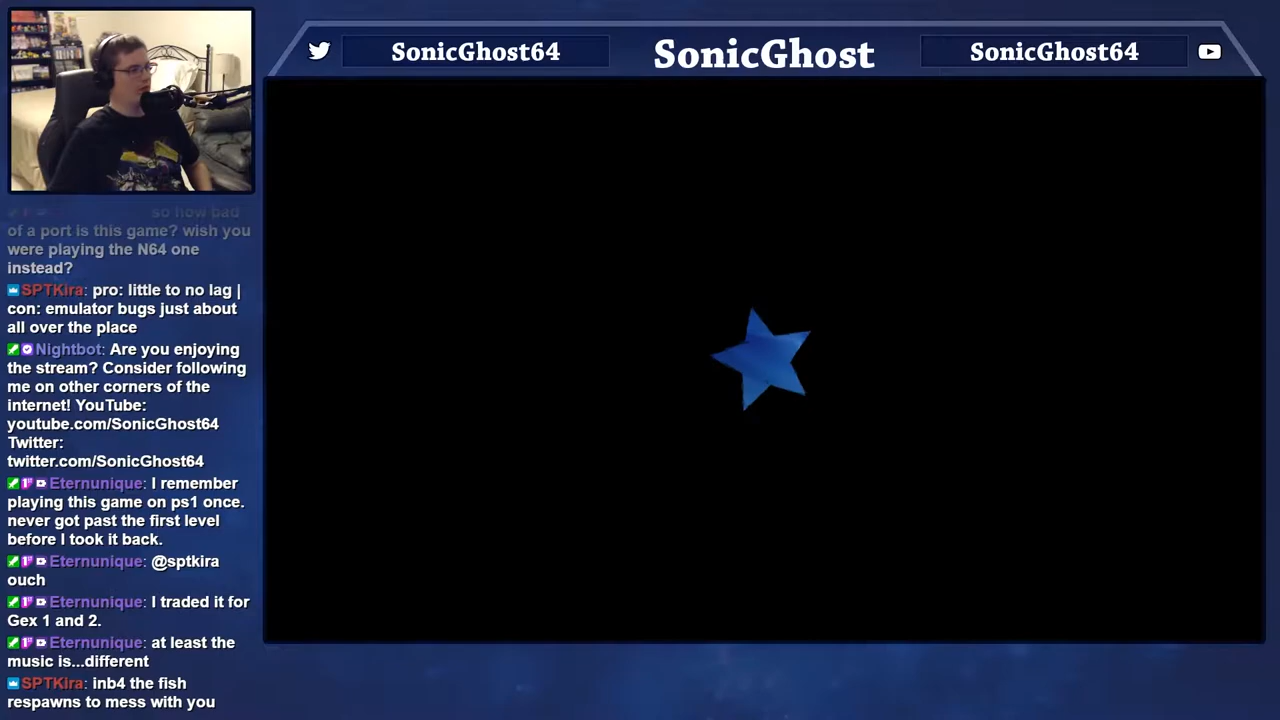 SonicGhost64
SonicGhost
SonicGhost64
so how bad
of a port is this game? wish you
were playing the N64 one
instead?
SPTKira: pro: little to no lag |
con: emulator bugs just about
all over the place
Nightbot: Are you enjoying
the stream? Consider following
me on other corners of the
internet! YouTube:
youtube.com/SonicGhost64
Twitter:
twitter.com/SonicGhost64
Eternunique: I remember
playing this game on ps1 once.
never got past the first level
before I took it back.
Eternunique: @sptkira
ouch
Eternunique: I traded it for
Gex 1 and 2.
Eternunique: at least the
music is...different
SPTKira: inb4 the fish
respawns to mess with you